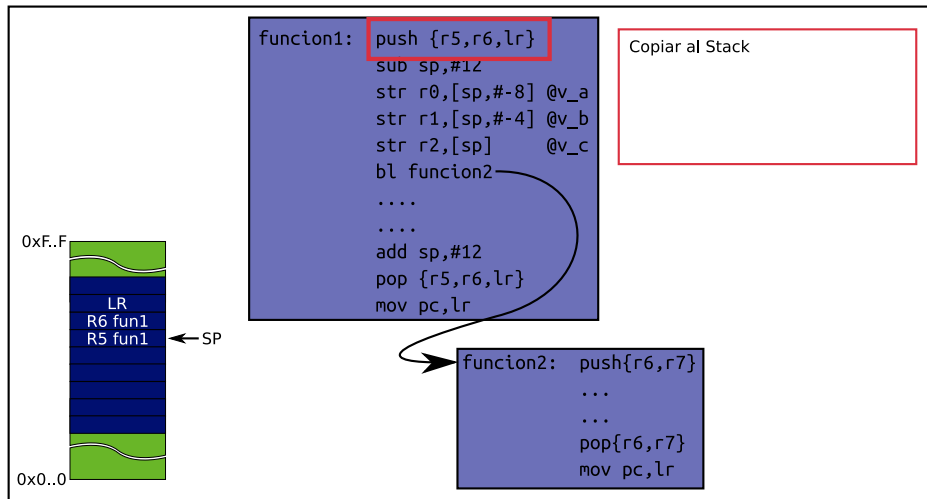 funcion1: push {r5,r6,lr}
sub sp,#12
str r0,[sp,#-8] @v_a
str r1,[sp,#-4] @v_b
str r2,[sp] @v_c
bl funcion2
....
....
add sp,#12
pop {r5,r6,lr}
mov pc,lr
Copiar al Stack
0xF..F
LR
R6 fun1
R5 fun1
SP
0x0..0
funcion2: push{r6,r7}
...
...
pop{r6,r7}
mov pc,lr